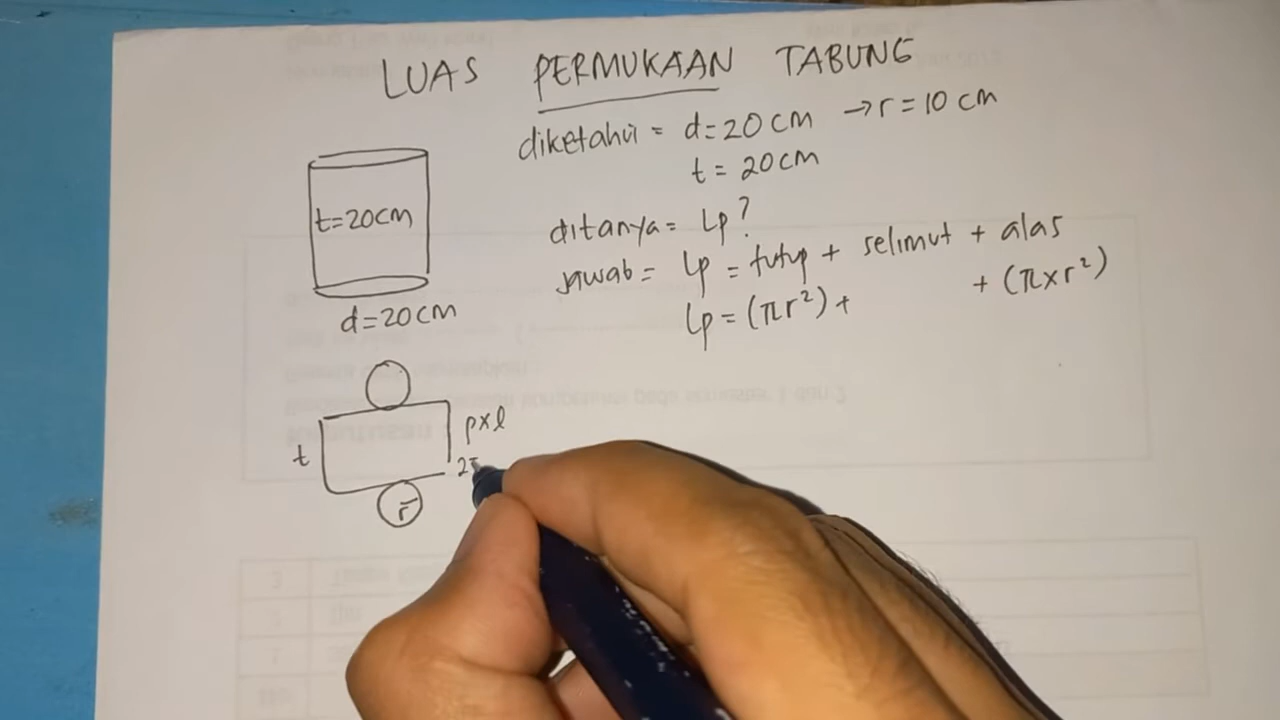 LUAS PERMUKAAN TABUNG
diketahui = d=20 cm → r = 10 cm
t = 20 cm
t=20cm
d=20cm
ditanya = Lp?
jawab = Lp = tutup + selimut + alas
Lp = (πr²) + + (π×r²)
p×l
t
2π
r